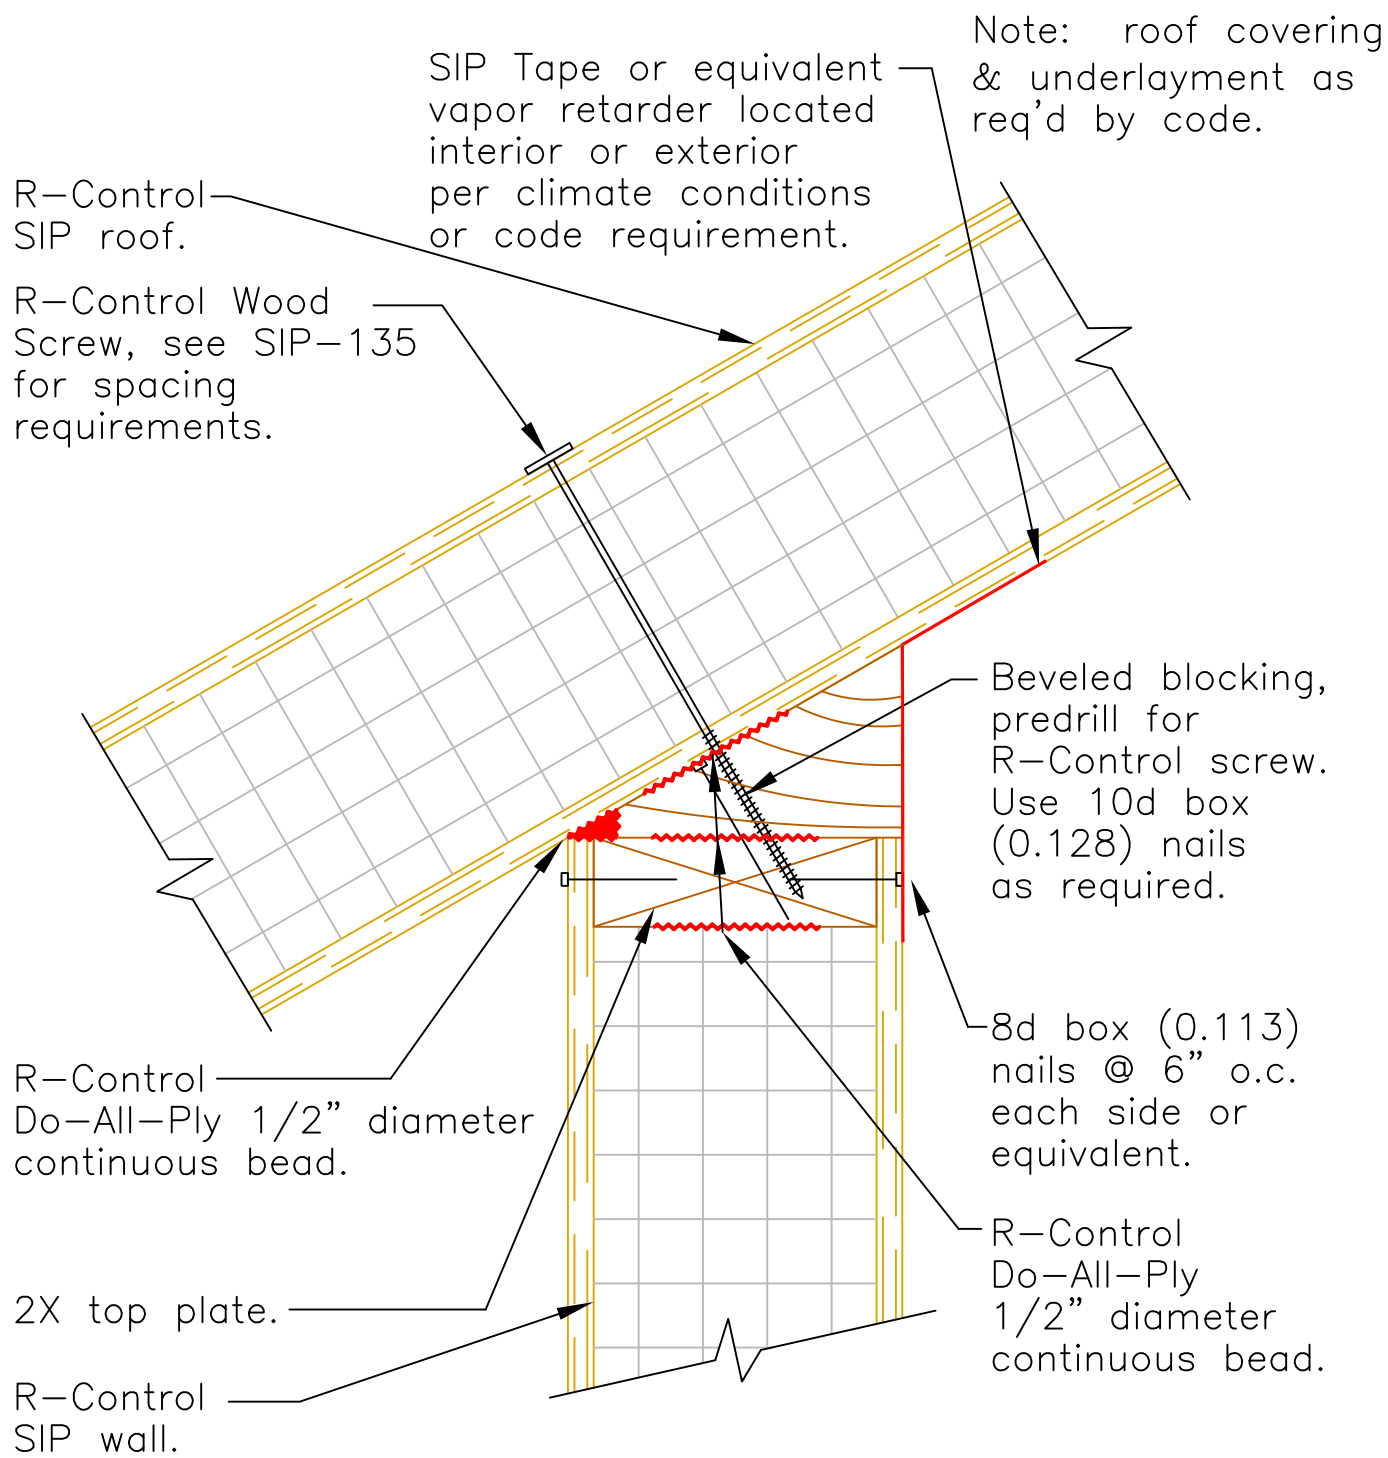 Note: roof covering
& underlayment as
req'd by code.
SIP Tape or equivalent
vapor retarder located
interior or exterior
per climate conditions
or code requirement.
R-Control
SIP roof.
R-Control Wood
Screw, see SIP-135
for spacing
requirements.
Beveled blocking,
predrill for
R-Control screw.
Use 10d box
(0.128) nails
as required.
8d box (0.113)
nails @ 6" o.c.
each side or
equivalent.
R-Control
Do-All-Ply 1/2" diameter
continuous bead.
R-Control
Do-All-Ply
1/2" diameter
continuous bead.
2X top plate.
R-Control
SIP wall.